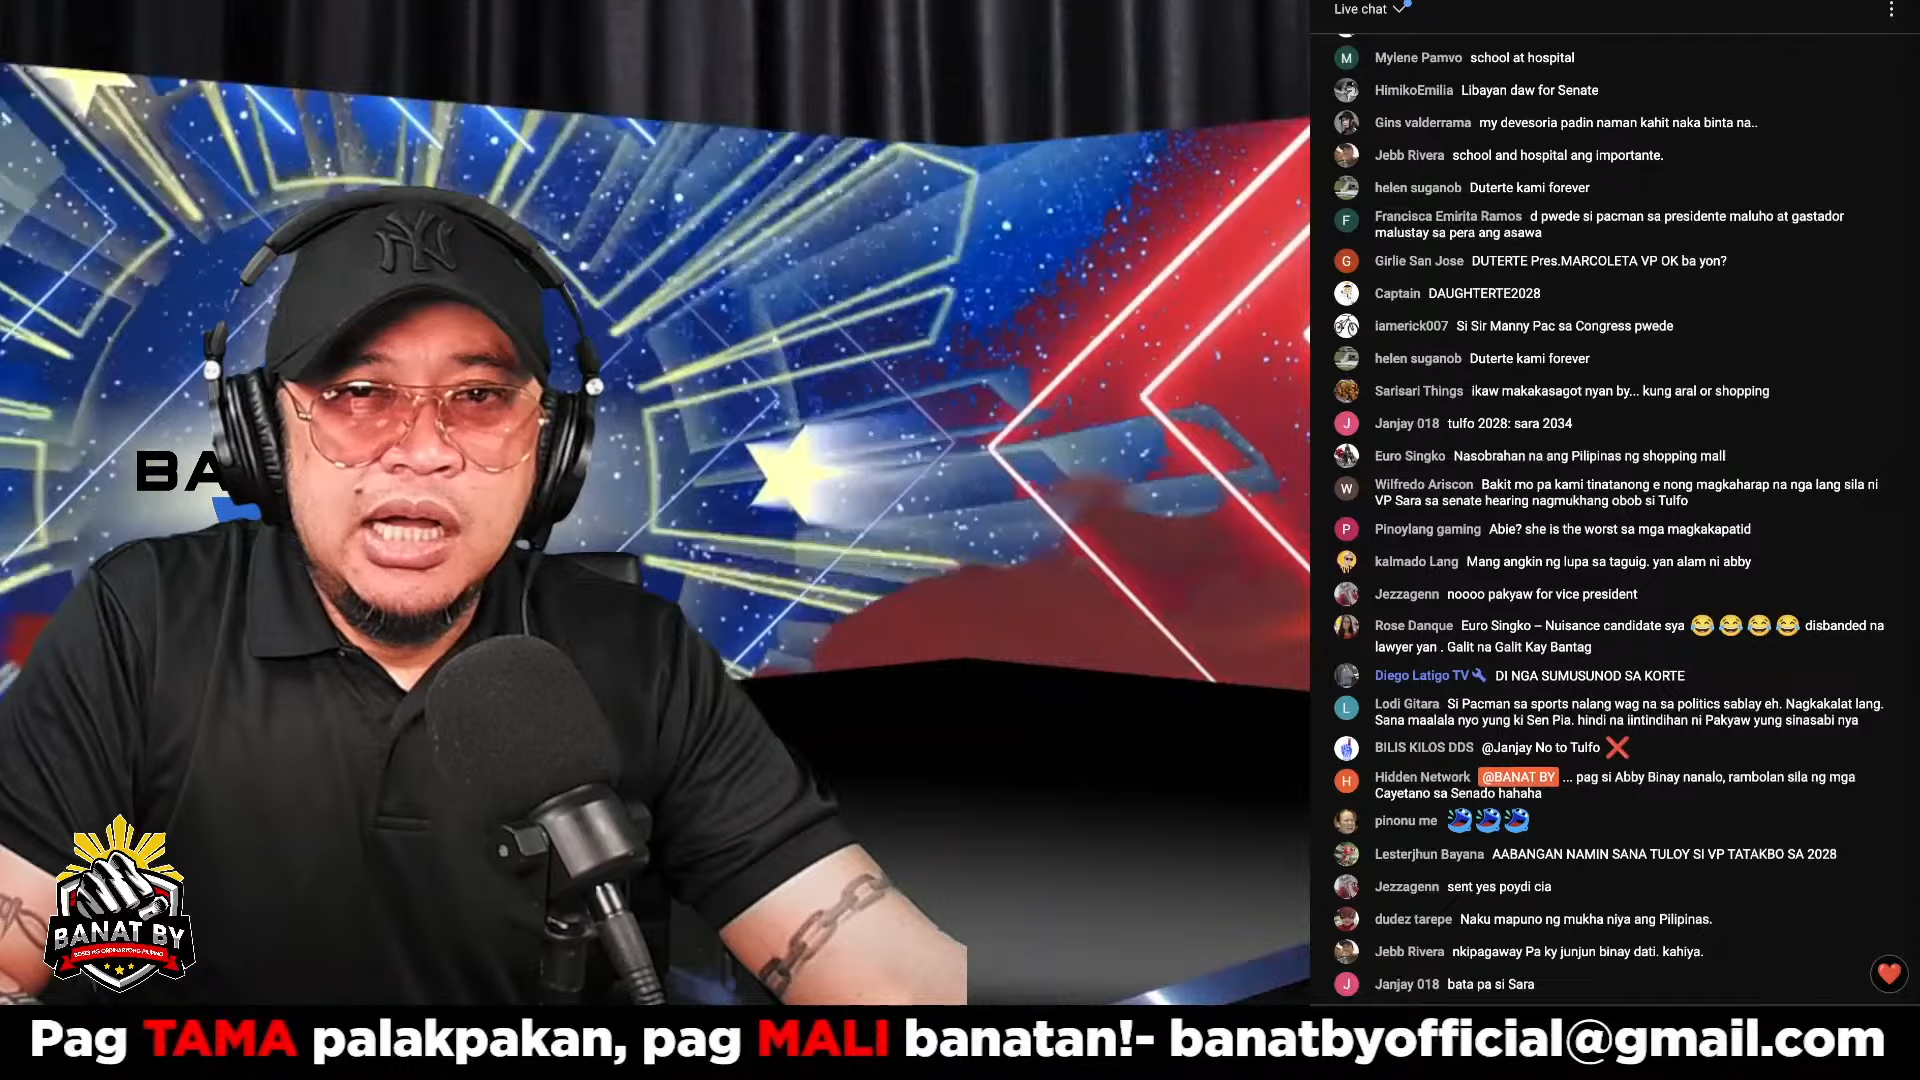 Live chat
Mylene Pamvo school at hospital
HimikoEmilia Libayan daw for Senate
Gins valderrama my devesoria padin naman kahit naka binta na..
Jebb Rivera school and hospital ang importante.
helen suganob Duterte kami forever
Francisca Emirita Ramos d pwede si pacman sa presidente maluho at gastador
malustay sa pera ang asawa
Girlie San Jose DUTERTE Pres.MARCOLETA VP OK ba yon?
Captain DAUGHTERTE2028
iamerick007 Si Sir Manny Pac sa Congress pwede
helen suganob Duterte kami forever
Sarisari Things ikaw makakasagot nyan by... kung aral or shopping
Janjay 018 tulfo 2028: sara 2034
Euro Singko Nasobrahan na ang Pilipinas ng shopping mall
Wilfredo Ariscon Bakit mo pa kami tinatanong e nong magkaharap na nga lang sila ni
VP Sara sa senate hearing nagmukhang obob si Tulfo
Pinoylang gaming Abie? she is the worst sa mga magkakapatid
kalmado Lang Mang angkin ng lupa sa taguig. yan alam ni abby
Jezzagenn noooo pakyaw for vice president
Rose Danque Euro Singko – Nuisance candidate sya 😂😂😂😂 disbanded na
lawyer yan . Galit na Galit Kay Bantag
Diego Latigo TV DI NGA SUMUSUNOD SA KORTE
Lodi Gitara Si Pacman sa sports nalang wag na sa politics sablay eh. Nagkakalat lang.
Sana maalala nyo yung ki Sen Pia. hindi na iintindihan ni Pakyaw yung sinasabi nya
BILIS KILOS DDS @Janjay No to Tulfo ❌
Hidden Network @BANAT BY ... pag si Abby Binay nanalo, rambolan sila ng mga
Cayetano sa Senado hahaha
pinonu me
Lesterjhun Bayana AABANGAN NAMIN SANA TULOY SI VP TATAKBO SA 2028
Jezzagenn sent yes poydi cia
dudez tarepe Naku mapuno ng mukha niya ang Pilipinas.
Jebb Rivera nkipagaway Pa ky junjun binay dati. kahiya.
Janjay 018 bata pa si Sara
NY
BA
BANAT BY
BOSES NG ORDINARYONG PILIPINO
Pag TAMA palakpakan, pag MALI banatan!- banatbyofficial@gmail.com